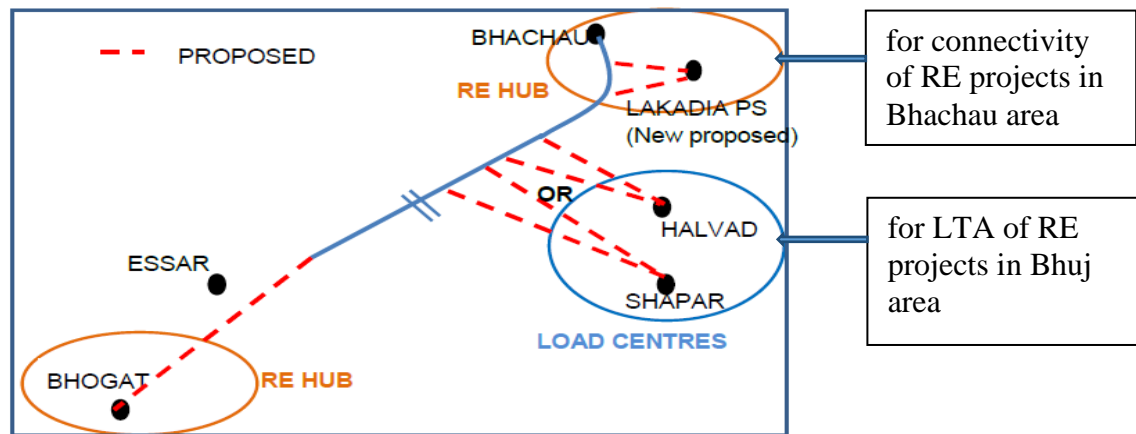 PROPOSED
BHACHAU
RE HUB
LAKADIA PS
(New proposed)
OR
HALVAD
ESSAR
SHAPAR
LOAD CENTRES
BHOGAT
RE HUB
for connectivity
of RE projects in
Bhachau area
for LTA of RE
projects in Bhuj
area